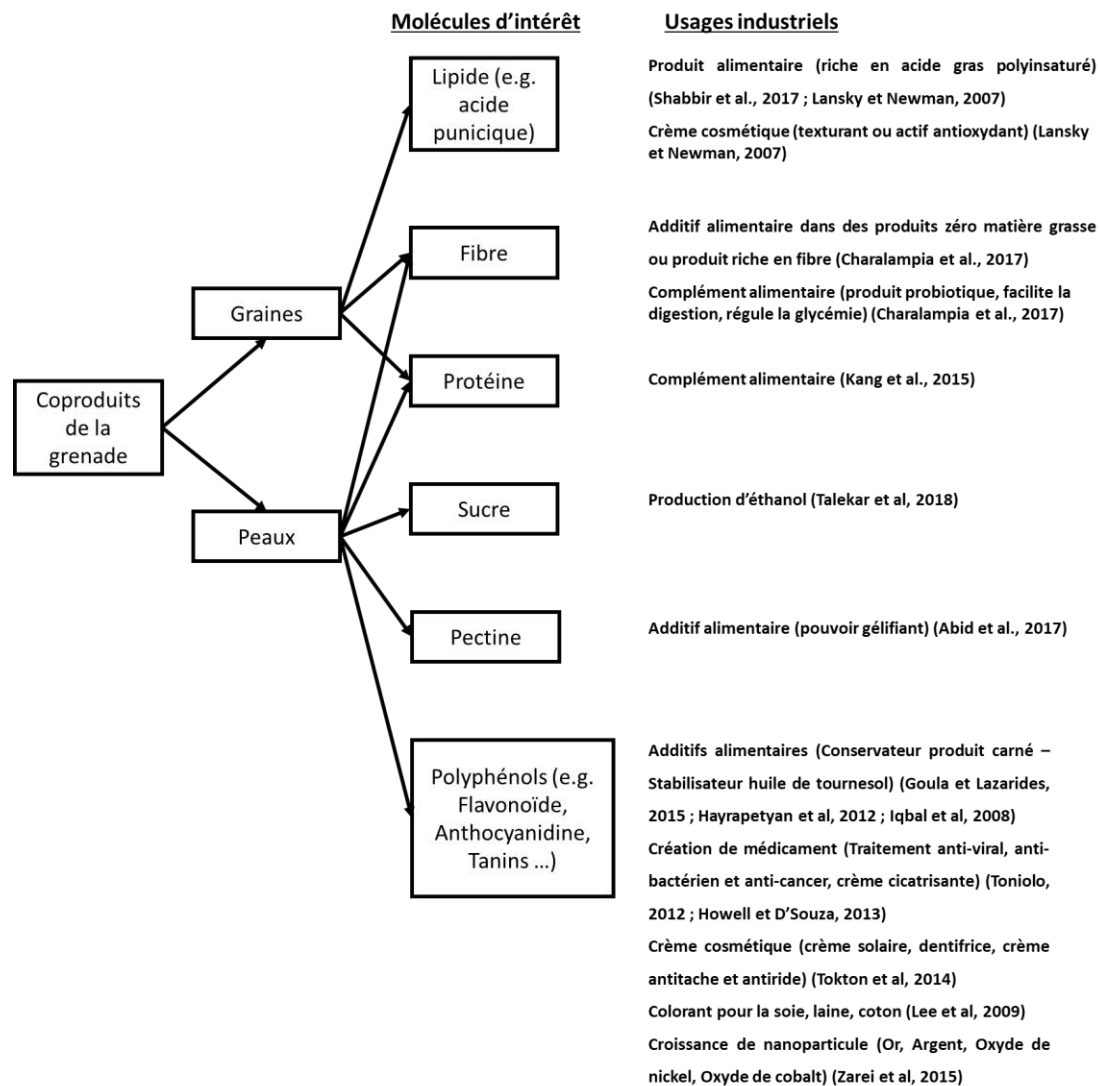 Molécules d'intérêt
Usages industriels
Coproduits
de la
grenade
Graines
Peaux
Lipide (e.g.
acide
punicique)
Produit alimentaire (riche en acide gras polyinsaturé)
(Shabbir et al., 2017 ; Lansky et Newman, 2007)
Crème cosmétique (texturant ou actif antioxydant) (Lansky
et Newman, 2007)
Fibre
Additif alimentaire dans des produits zéro matière grasse
ou produit riche en fibre (Charalampia et al., 2017)
Complément alimentaire (produit probiotique, facilite la
digestion, régule la glycémie) (Charalampia et al., 2017)
Protéine
Complément alimentaire (Kang et al., 2015)
Sucre
Production d'éthanol (Talekar et al, 2018)
Pectine
Additif alimentaire (pouvoir gélifiant) (Abid et al., 2017)
Polyphénols (e.g.
Flavonoïde,
Anthocyanidine,
Tanins ...)
Additifs alimentaires (Conservateur produit carné –
Stabilisateur huile de tournesol) (Goula et Lazarides,
2015 ; Hayrapetyan et al, 2012 ; Iqbal et al, 2008)
Création de médicament (Traitement anti-viral, anti-
bactérien et anti-cancer, crème cicatrisante) (Toniolo,
2012 ; Howell et D'Souza, 2013)
Crème cosmétique (crème solaire, dentifrice, crème
antitache et antiride) (Tokton et al, 2014)
Colorant pour la soie, laine, coton (Lee et al, 2009)
Croissance de nanoparticule (Or, Argent, Oxyde de
nickel, Oxyde de cobalt) (Zarei et al, 2015)